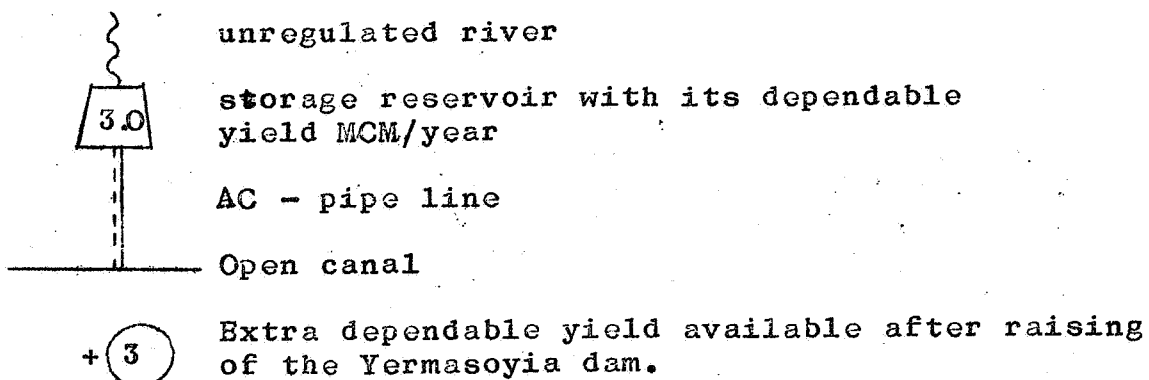 unregulated river
3.0
storage reservoir with its dependable
yield MCM/year
AC - pipe line
Open canal
+ 3
Extra dependable yield available after raising
of the Yermasoyia dam.